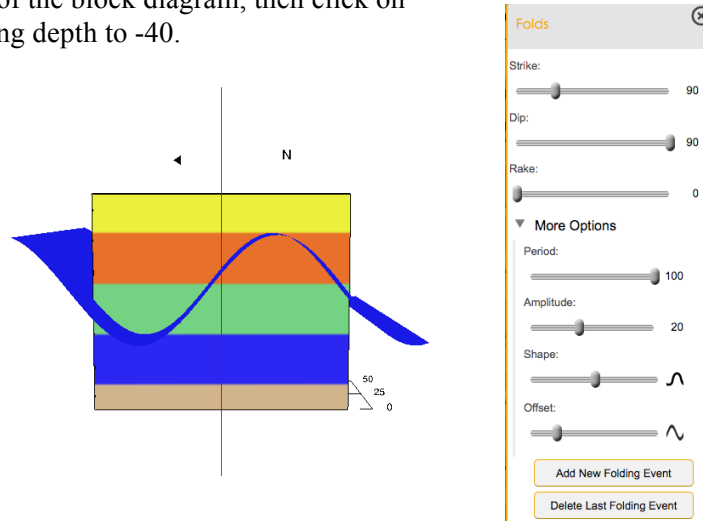 of the block diagram, then click on
ng depth to -40.
N
50
25
0
Folds
Strike:
90
Dip:
90
Rake:
0
More Options
Period:
100
Amplitude:
20
Shape:
Offset:
Add New Folding Event
Delete Last Folding Event